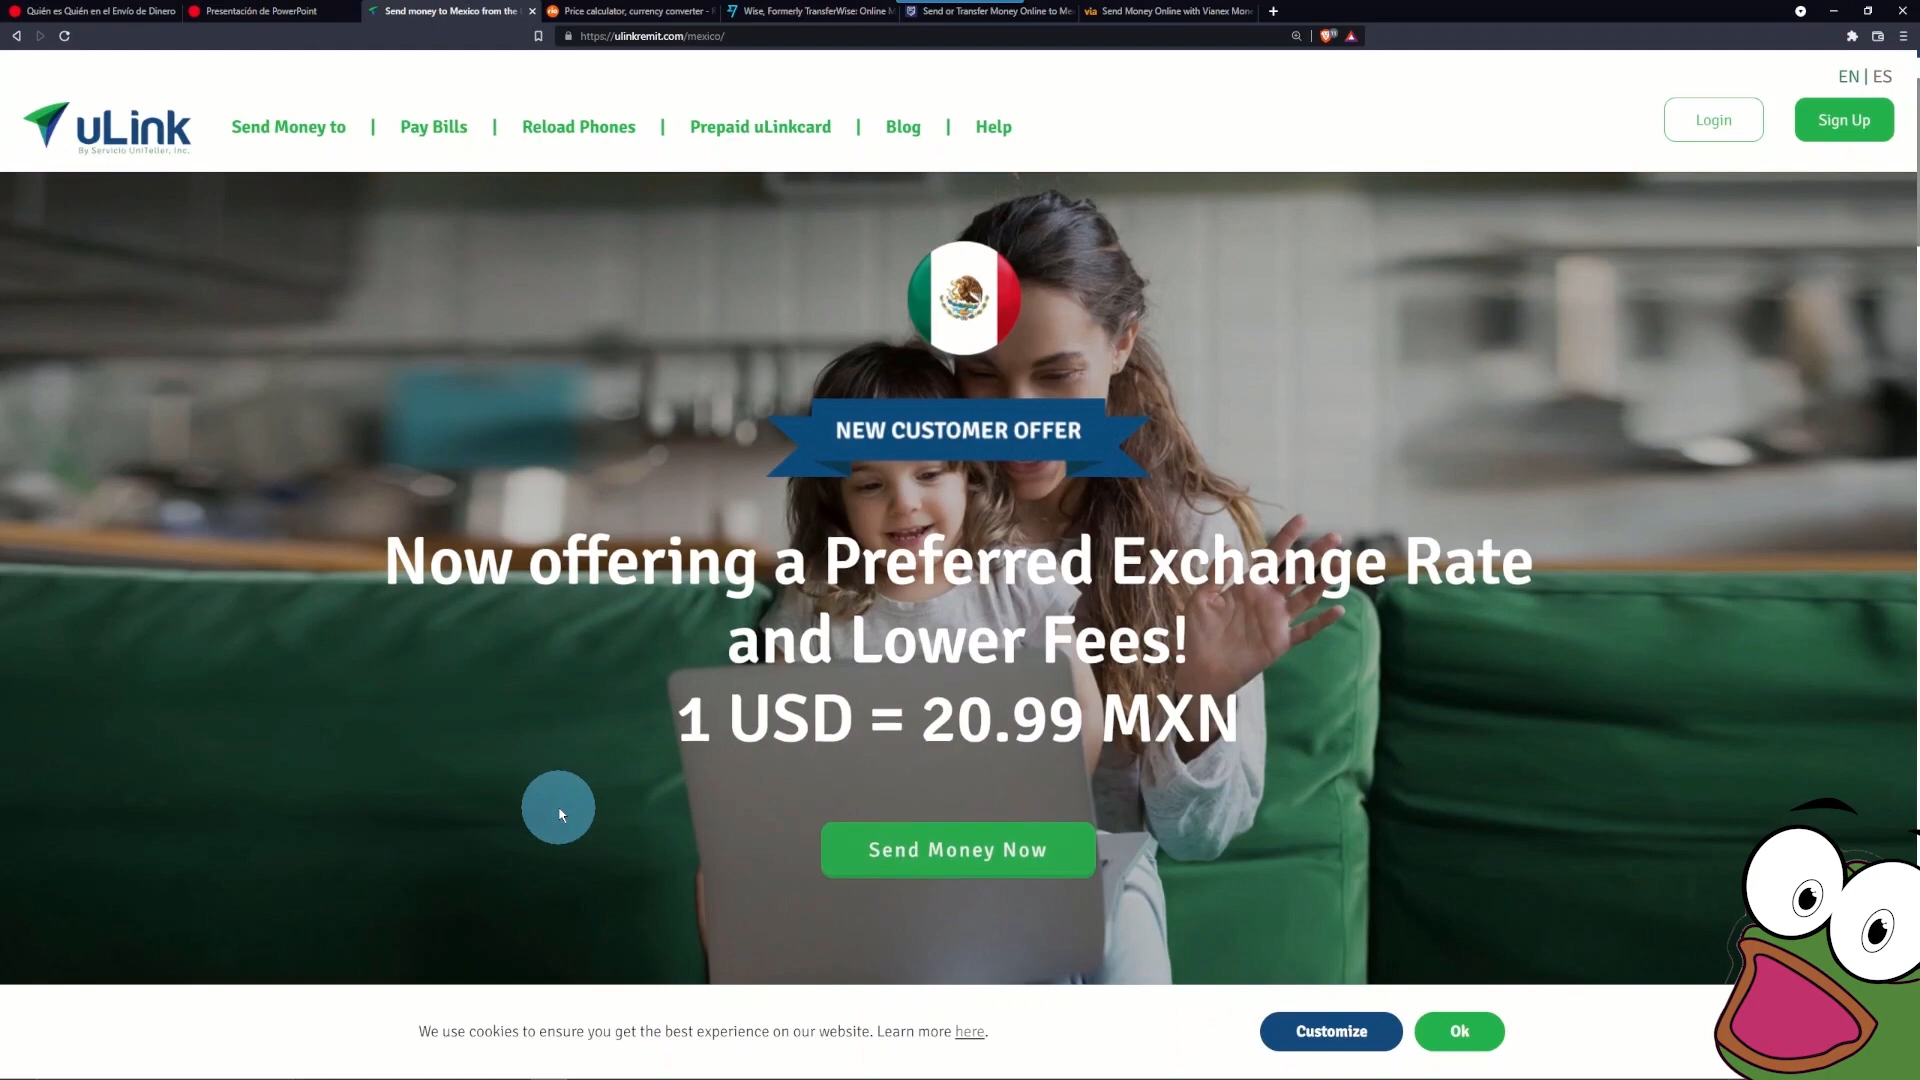 Quién es Quién en el Envío de Dinero
Presentación de PowerPoint
Send money to Mexico from the
Price calculator, currency converter -
Wise, Formerly TransferWise: Online
Send or Transfer Money Online to Me
via Send Money Online with Vianex Mon
https://ulinkremit.com/mexico/
EN | ES
uLink
By Servicio UniTeller, Inc.
Send Money to | Pay Bills | Reload Phones | Prepaid uLinkcard | Blog | Help
Login
Sign Up
NEW CUSTOMER OFFER
Now offering a Preferred Exchange Rate
and Lower Fees!
1 USD = 20.99 MXN
Send Money Now
We use cookies to ensure you get the best experience on our website. Learn more here.
Customize
Ok